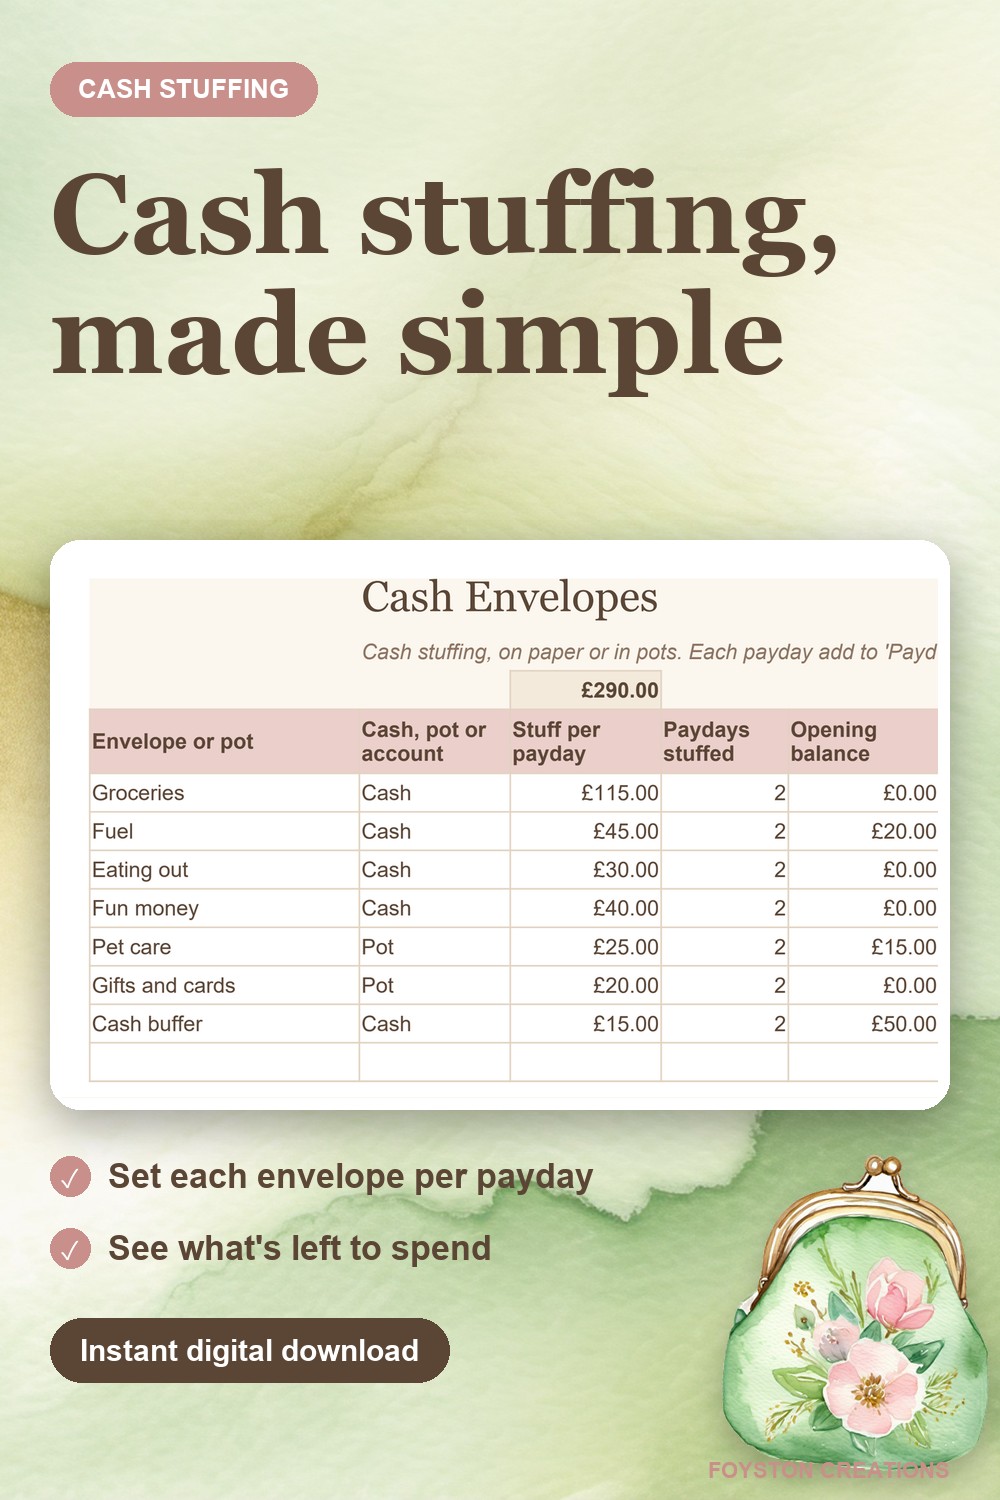 CASH STUFFING
Cash stuffing,
made simple
Cash Envelopes
Cash stuffing, on paper or in pots. Each payday add to 'Payd
£290.00
Envelope or pot Cash, pot or account Stuff per payday Paydays stuffed Opening balance
Groceries Cash £115.00 2 £0.00
Fuel Cash £45.00 2 £20.00
Eating out Cash £30.00 2 £0.00
Fun money Cash £40.00 2 £0.00
Pet care Pot £25.00 2 £15.00
Gifts and cards Pot £20.00 2 £0.00
Cash buffer Cash £15.00 2 £50.00
Set each envelope per payday
See what's left to spend
Instant digital download
FOYSTON CREATIONS